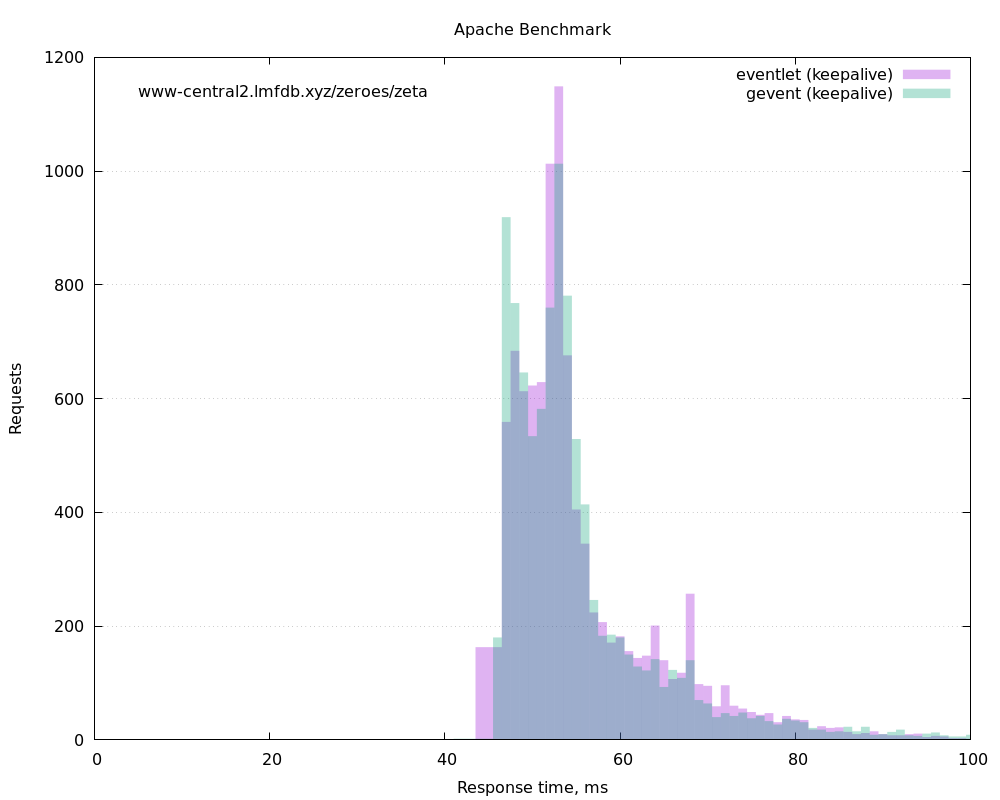 Apache Benchmark
1200
1000
800
600
400
200
0
Requests
www-central2.lmfdb.xyz/zeroes/zeta
eventlet (keepalive)
gevent (keepalive)
0 20 40 60 80 100
Response time, ms